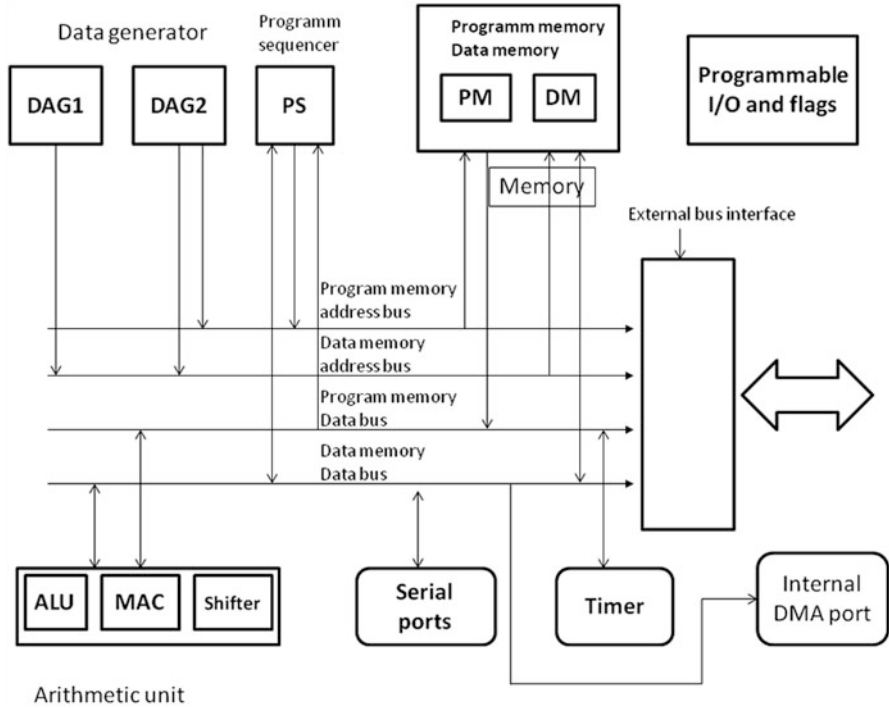 Data generator
Programm
sequencer
Programm memory
Data memory
DAG1
DAG2
PS
PM
DM
Programmable
I/O and flags
Memory
External bus interface
Program memory
address bus
Data memory
address bus
Program memory
Data bus
Data memory
Data bus
ALU
MAC
Shifter
Serial
ports
Timer
Internal
DMA port
Arithmetic unit